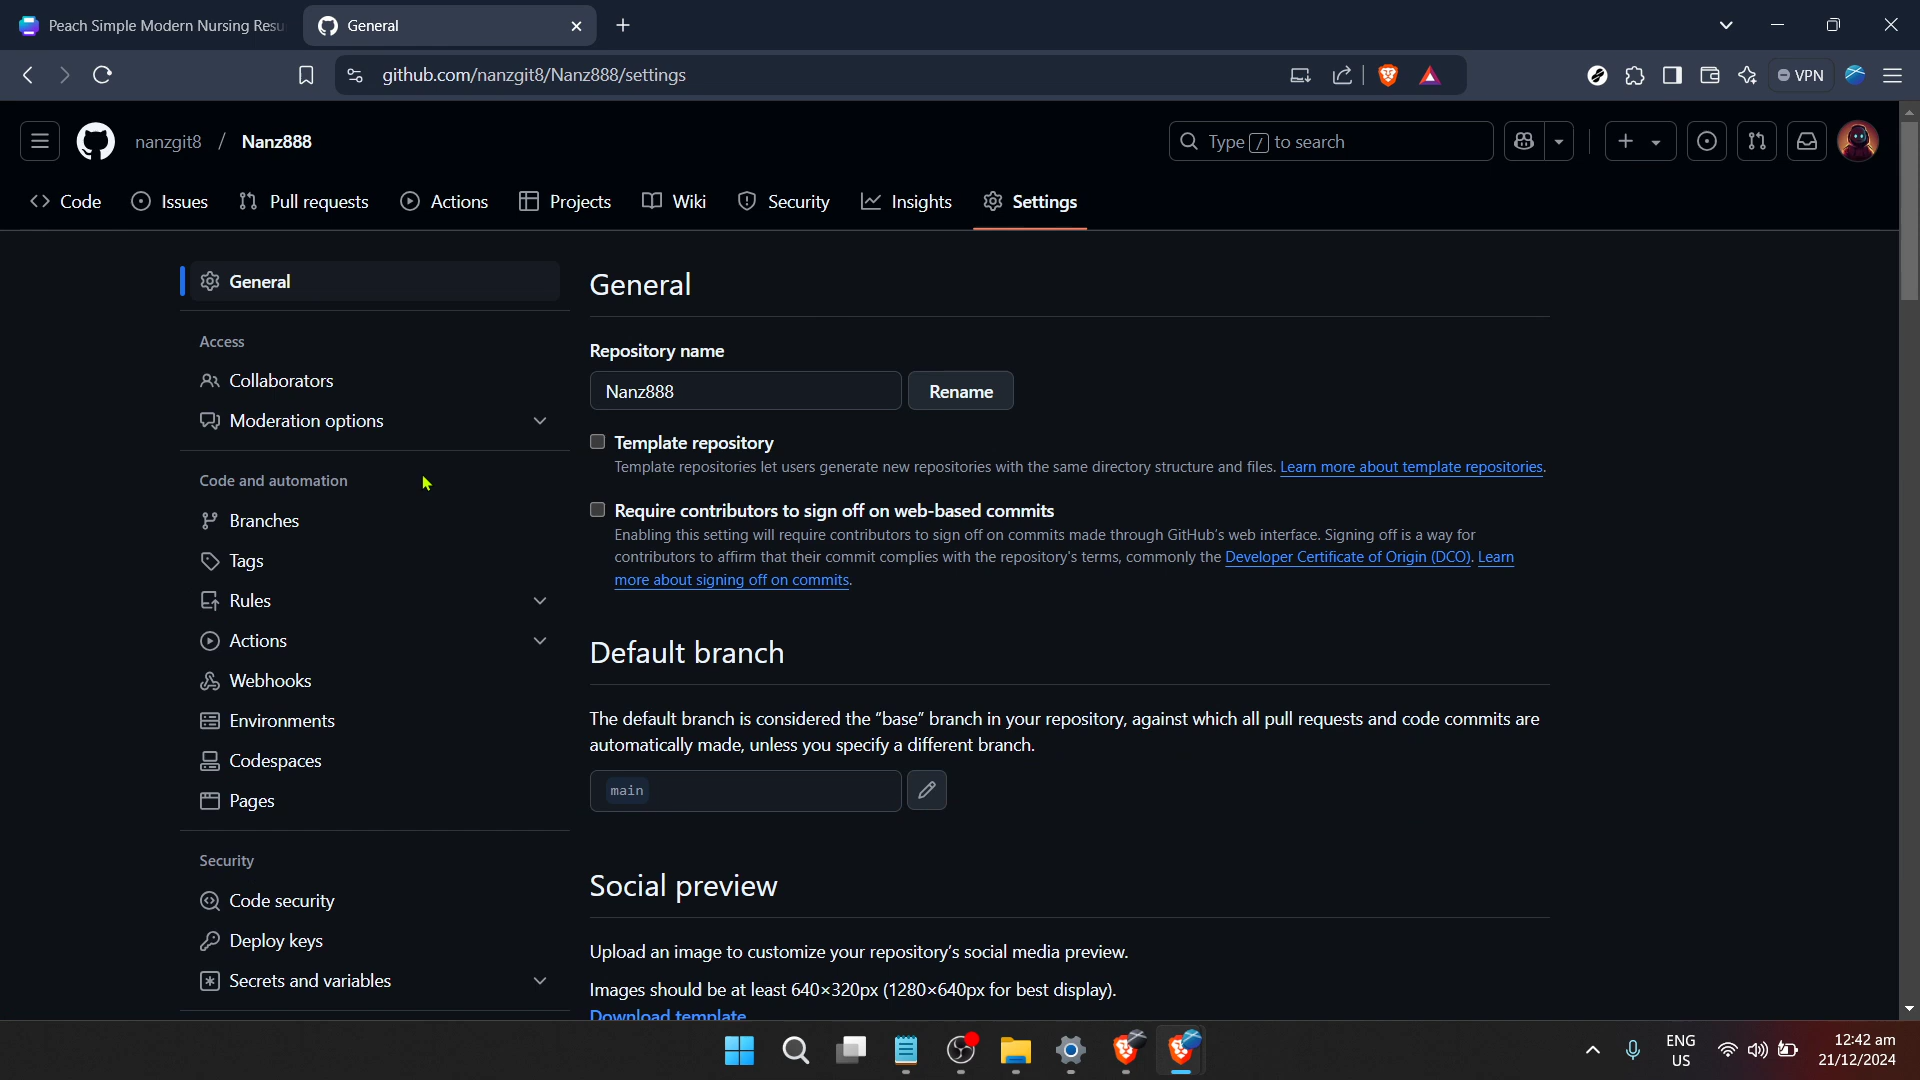 Peach Simple Modern Nursing Resu
General
github.com/nanzgit8/Nanz888/settings
VPN
nanzgit8 / Nanz888
Type / to search
Code
Issues
Pull requests
Actions
Projects
Wiki
Security
Insights
Settings
General
Access
Collaborators
Moderation options
Code and automation
Branches
Tags
Rules
Actions
Webhooks
Environments
Codespaces
Pages
Security
Code security
Deploy keys
Secrets and variables
General
Repository name
Nanz888
Rename
Template repository
Template repositories let users generate new repositories with the same directory structure and files. Learn more about template repositories.
Require contributors to sign off on web-based commits
Enabling this setting will require contributors to sign off on commits made through GitHub's web interface. Signing off is a way for
contributors to affirm that their commit complies with the repository's terms, commonly the Developer Certificate of Origin (DCO). Learn
more about signing off on commits.
Default branch
The default branch is considered the "base" branch in your repository, against which all pull requests and code commits are
automatically made, unless you specify a different branch.
main
Social preview
Upload an image to customize your repository's social media preview.
Images should be at least 640×320px (1280×640px for best display).
Download template
ENG
US
12:42 am
21/12/2024